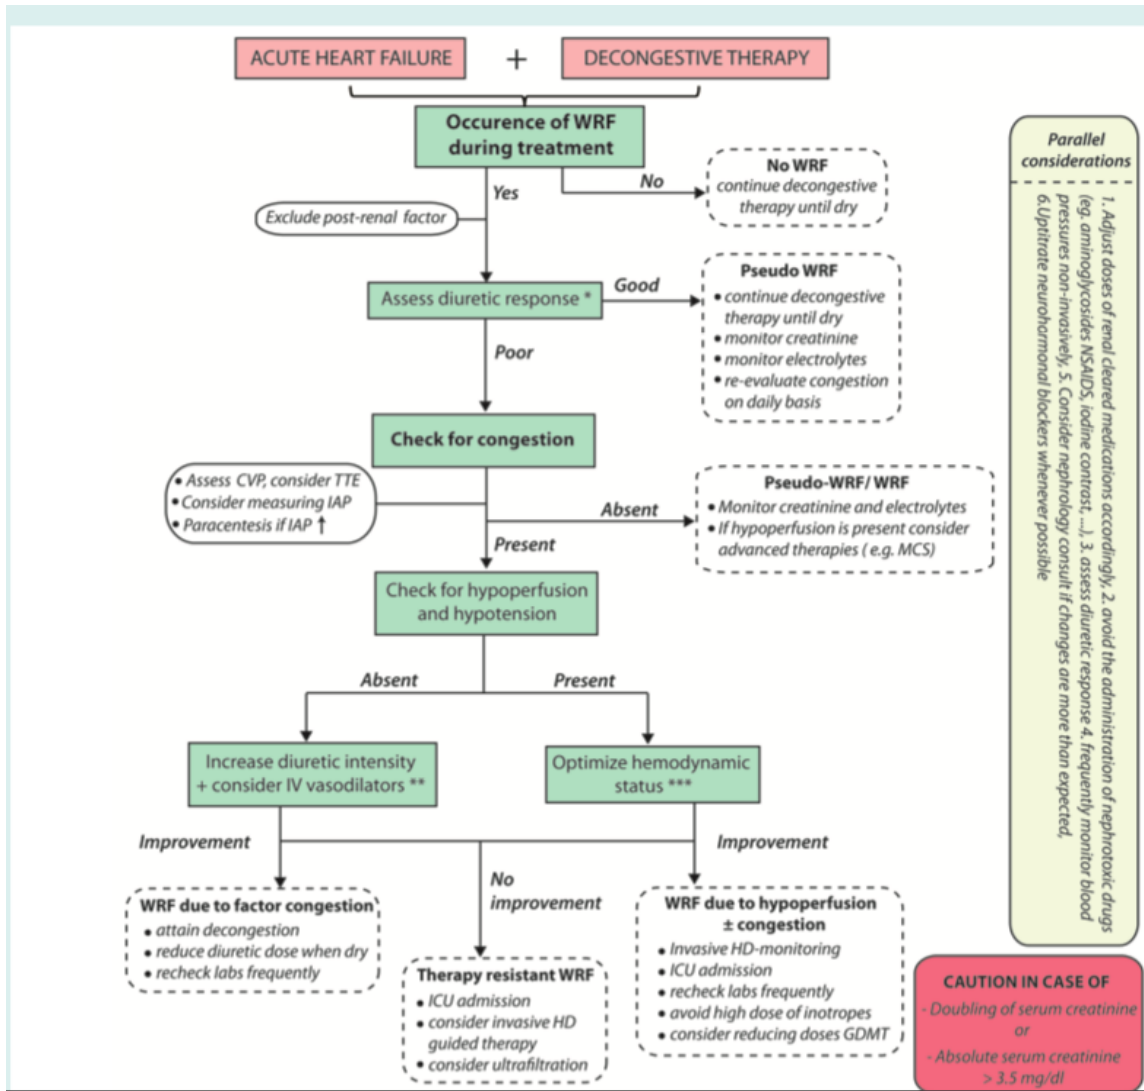 ACUTE HEART FAILURE
+
DECONGESTIVE THERAPY
Occurence of WRF
during treatment
No
No WRF
continue decongestive
therapy until dry
Yes
Exclude post-renal factor
Assess diuretic response *
Good
Pseudo WRF
• continue decongestive
therapy until dry
• monitor creatinine
• monitor electrolytes
• re-evaluate congestion
on daily basis
Poor
Check for congestion
• Assess CVP, consider TTE
• Consider measuring IAP
• Paracentesis if IAP ↑
Absent
Pseudo-WRF/ WRF
• Monitor creatinine and electrolytes
• If hypoperfusion is present consider
advanced therapies ( e.g. MCS)
Present
Check for hypoperfusion
and hypotension
Absent
Present
Increase diuretic intensity
+ consider IV vasodilators **
Optimize hemodynamic
status ***
Improvement
No
improvement
Improvement
WRF due to factor congestion
• attain decongestion
• reduce diuretic dose when dry
• recheck labs frequently
Therapy resistant WRF
• ICU admission
• consider invasive HD
guided therapy
• consider ultrafiltration
WRF due to hypoperfusion
± congestion
• Invasive HD-monitoring
• ICU admission
• recheck labs frequently
• avoid high dose of inotropes
• consider reducing doses GDMT
Parallel
considerations
1. Adjust doses of renal cleared medications accordingly, 2. avoid the administration of nephrotoxic drugs
(eg. aminoglycosides NSAIDS, iodine contrast, ...), 3. assess diuretic response 4. frequently monitor blood
pressures non-invasively, 5. Consider nephrology consult if changes are more than expected,
6.Uptitrate neurohormonal blockers whenever possible
CAUTION IN CASE OF
- Doubling of serum creatinine
or
- Absolute serum creatinine
> 3.5 mg/dl